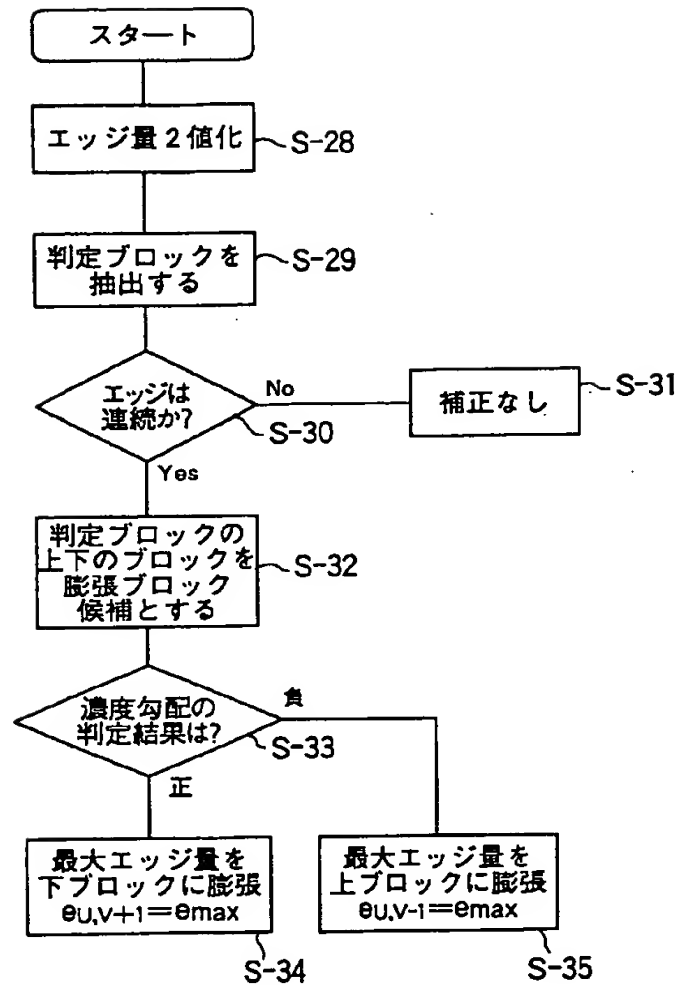 スタート
エッジ量2値化
S-28
判定ブロックを
抽出する
S-29
エッジは
連続か?
S-30
No
補正なし
S-31
Yes
判定ブロックの
上下のブロックを
膨張ブロック
候補とする
S-32
濃度勾配の
判定結果は?
S-33
負
正
最大エッジ量を
下ブロックに膨張
eU,V+1=emax
S-34
最大エッジ量を
上ブロックに膨張
eU,V-1=emax
S-35